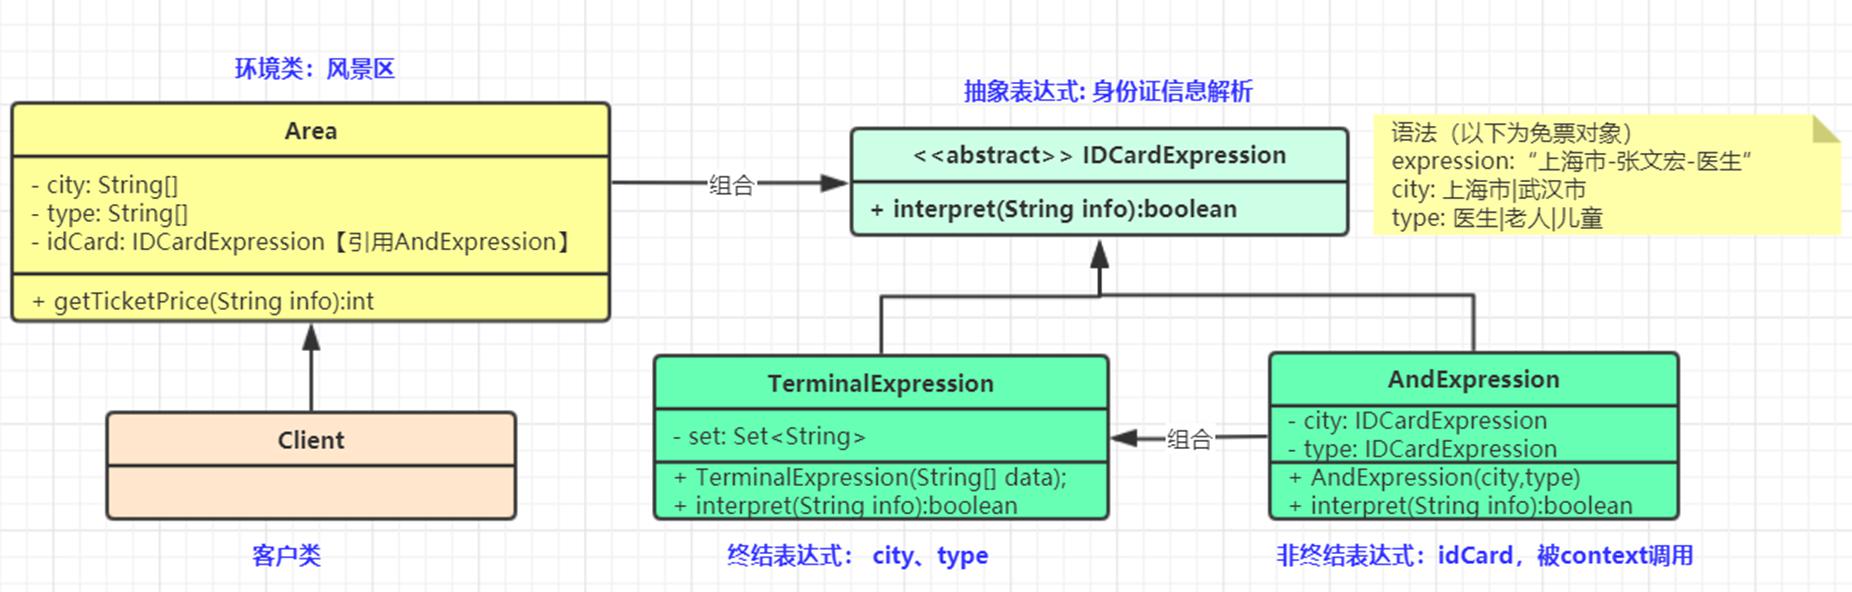 环境类：风景区
Area
- city: String[]
- type: String[]
- idCard: IDCardExpression【引用AndExpression】
+ getTicketPrice(String info):int
Client
客户类
组合
抽象表达式: 身份证信息解析
<<abstract>> IDCardExpression
+ interpret(String info):boolean
语法（以下为免票对象）
expression:“上海市-张文宏-医生”
city: 上海市|武汉市
type: 医生|老人|儿童
TerminalExpression
- set: Set<String>
+ TerminalExpression(String[] data);
+ interpret(String info):boolean
终结表达式： city、type
组合
AndExpression
- city: IDCardExpression
- type: IDCardExpression
+ AndExpression(city,type)
+ interpret(String info):boolean
非终结表达式：idCard，被context调用